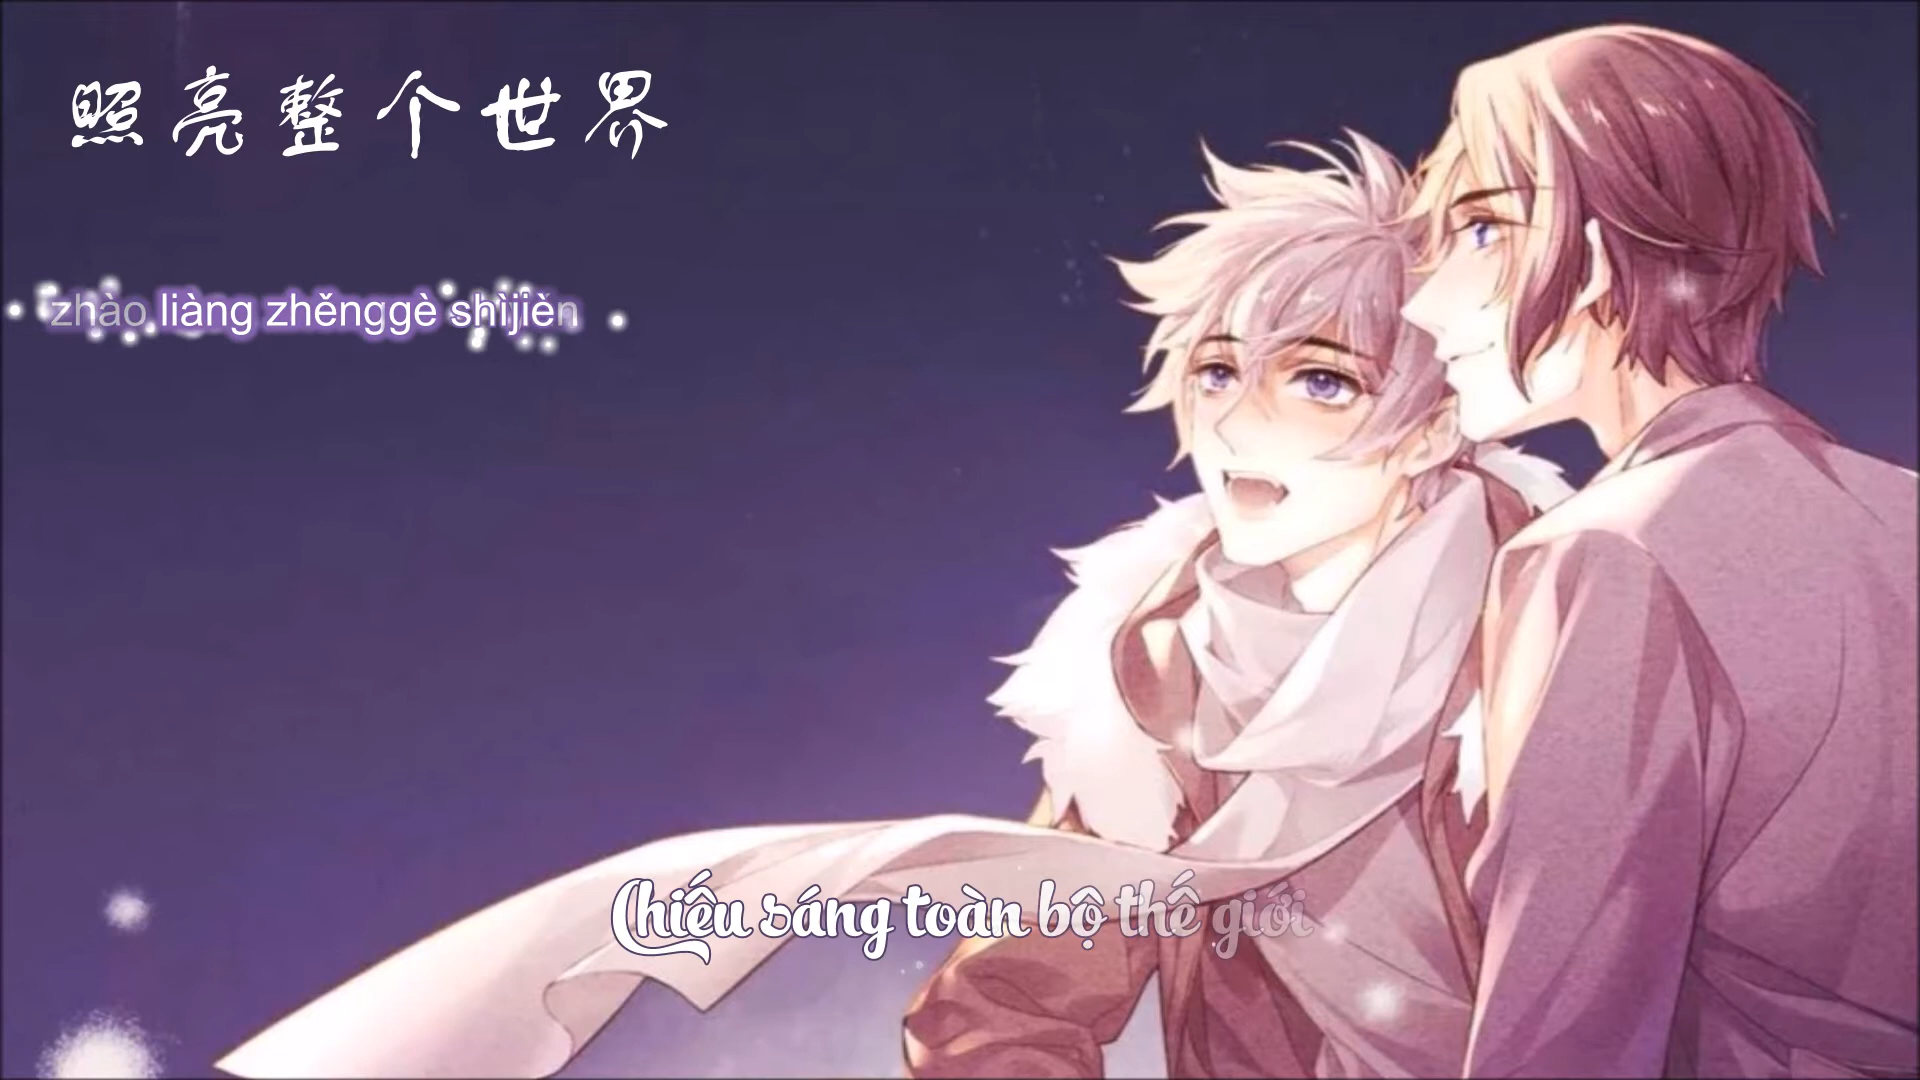 照亮整个世界
zhào liàng zhěnggè shìjièn
Chiếu sáng toàn bộ thế giới